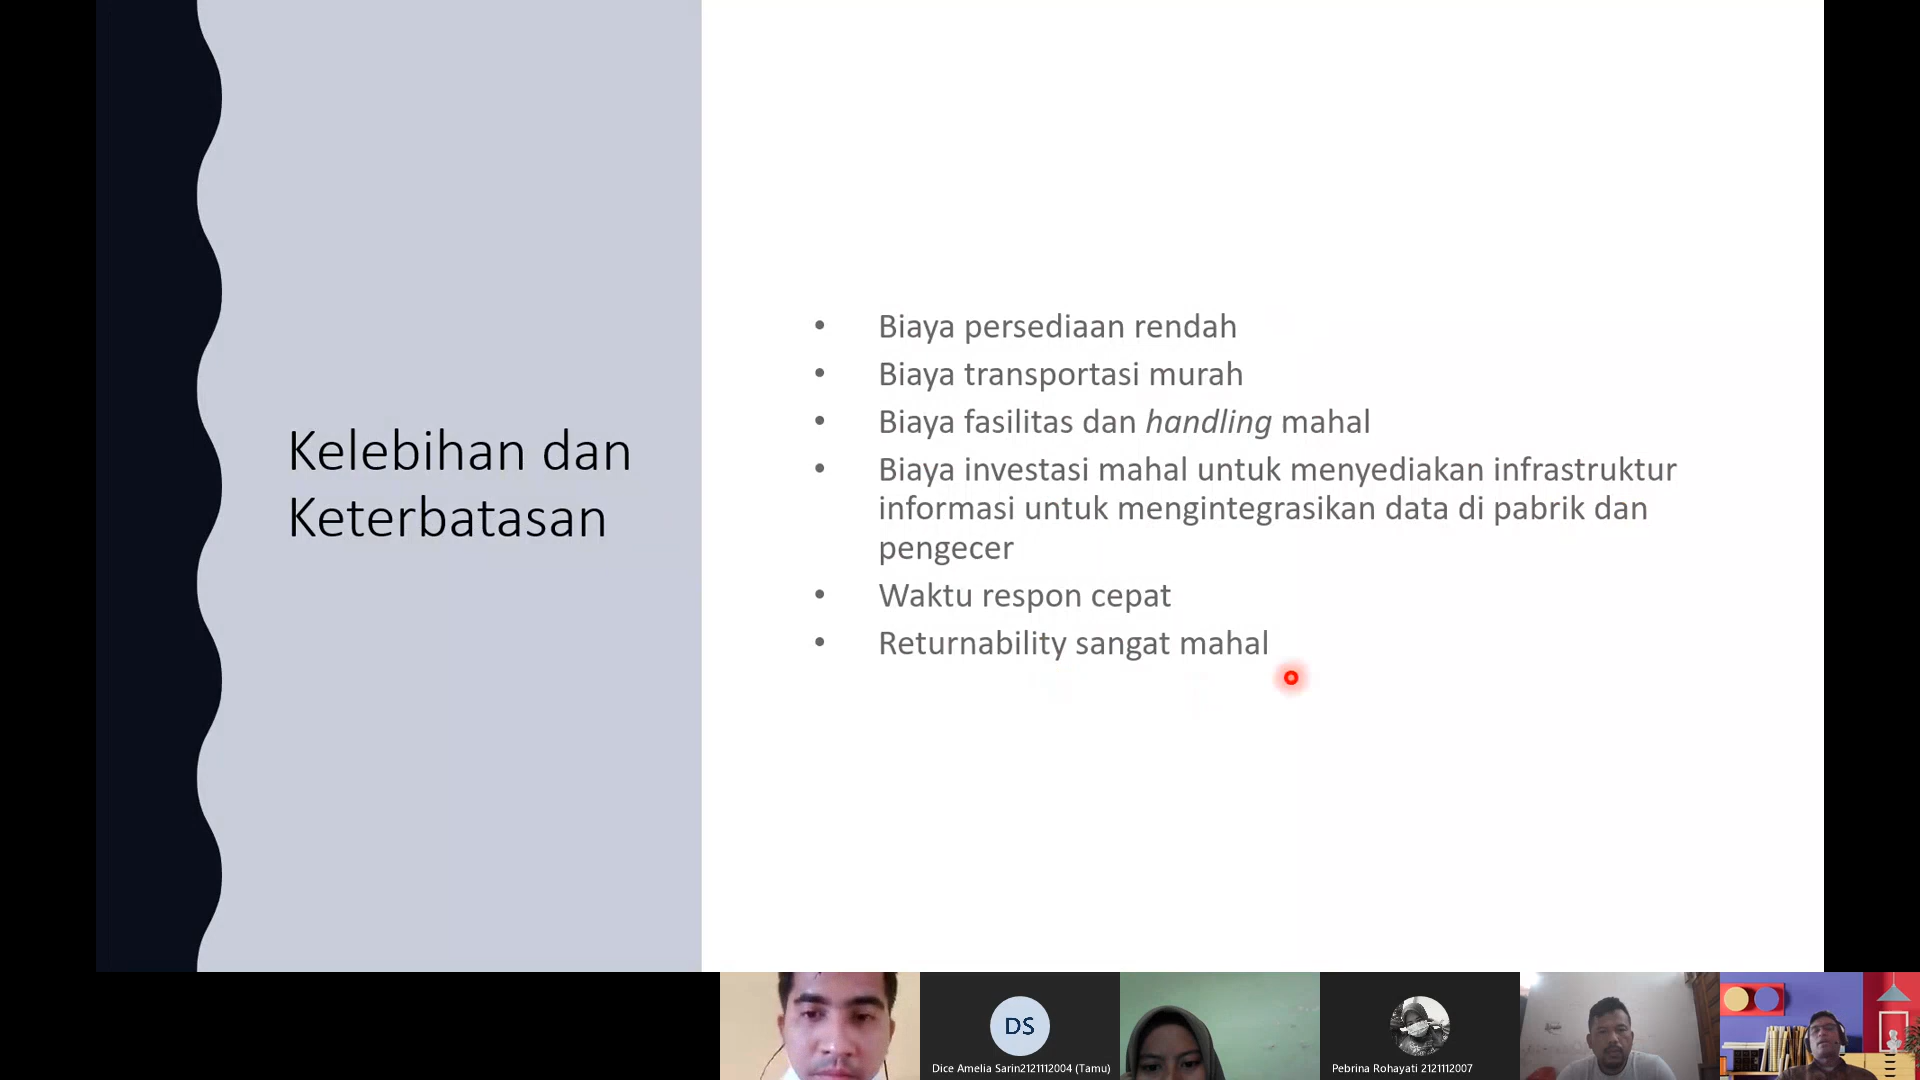 Kelebihan dan
Keterbatasan
• Biaya persediaan rendah
• Biaya transportasi murah
• Biaya fasilitas dan handling mahal
• Biaya investasi mahal untuk menyediakan infrastruktur
informasi untuk mengintegrasikan data di pabrik dan
pengecer
• Waktu respon cepat
• Returnability sangat mahal
DS
Dice Amelia Sarin2121112004 (Tamu)
Pebrina Rohayati 2121112007